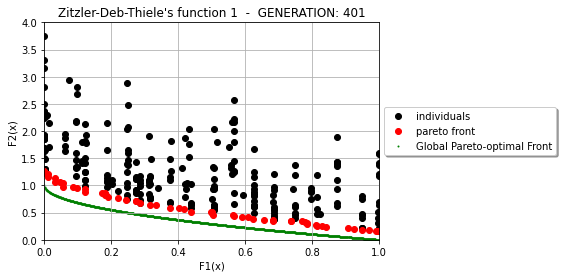 Zitzler-Deb-Thiele's function 1 - GENERATION: 401
4.0
3.5
3.0
2.5
2.0
1.5
1.0
0.5
0.0
F2(x)
0.0 0.2 0.4 0.6 0.8 1.0
F1(x)
individuals
pareto front
Global Pareto-optimal Front